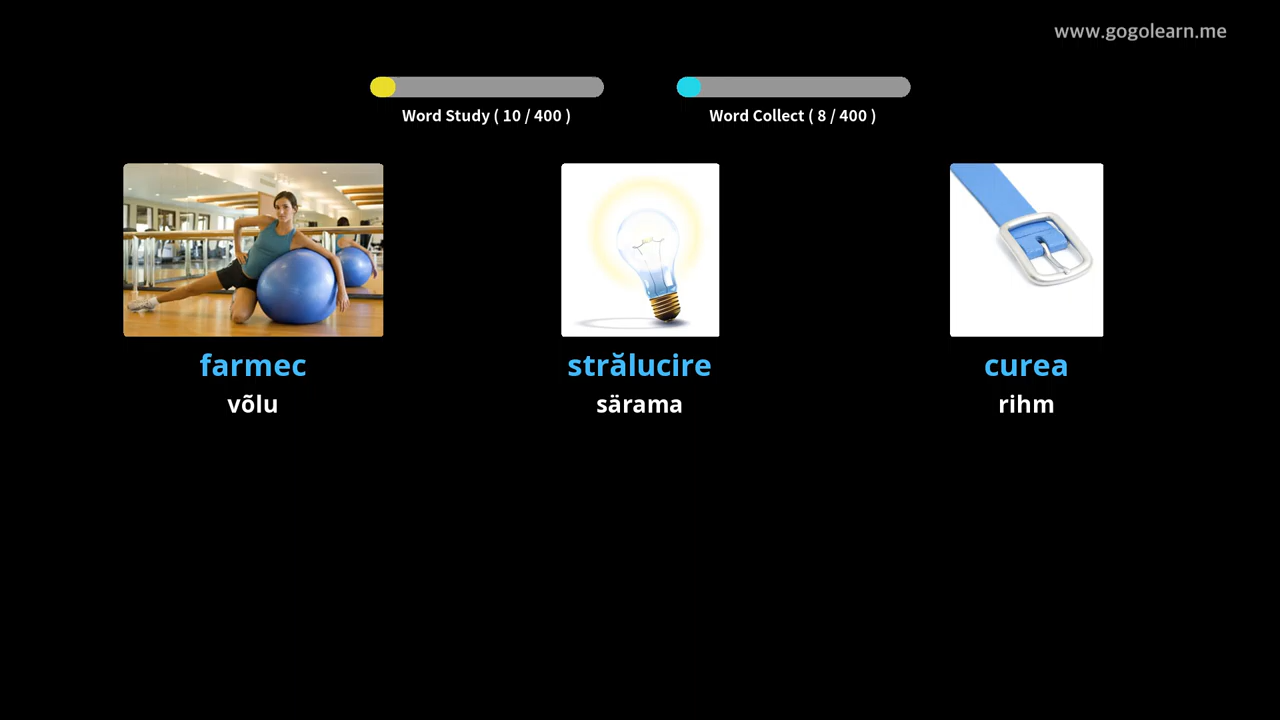 www.gogolearn.me
Word Study ( 10 / 400 )
Word Collect ( 8 / 400 )
farmec
strălucire
curea
võlu
särama
rihm